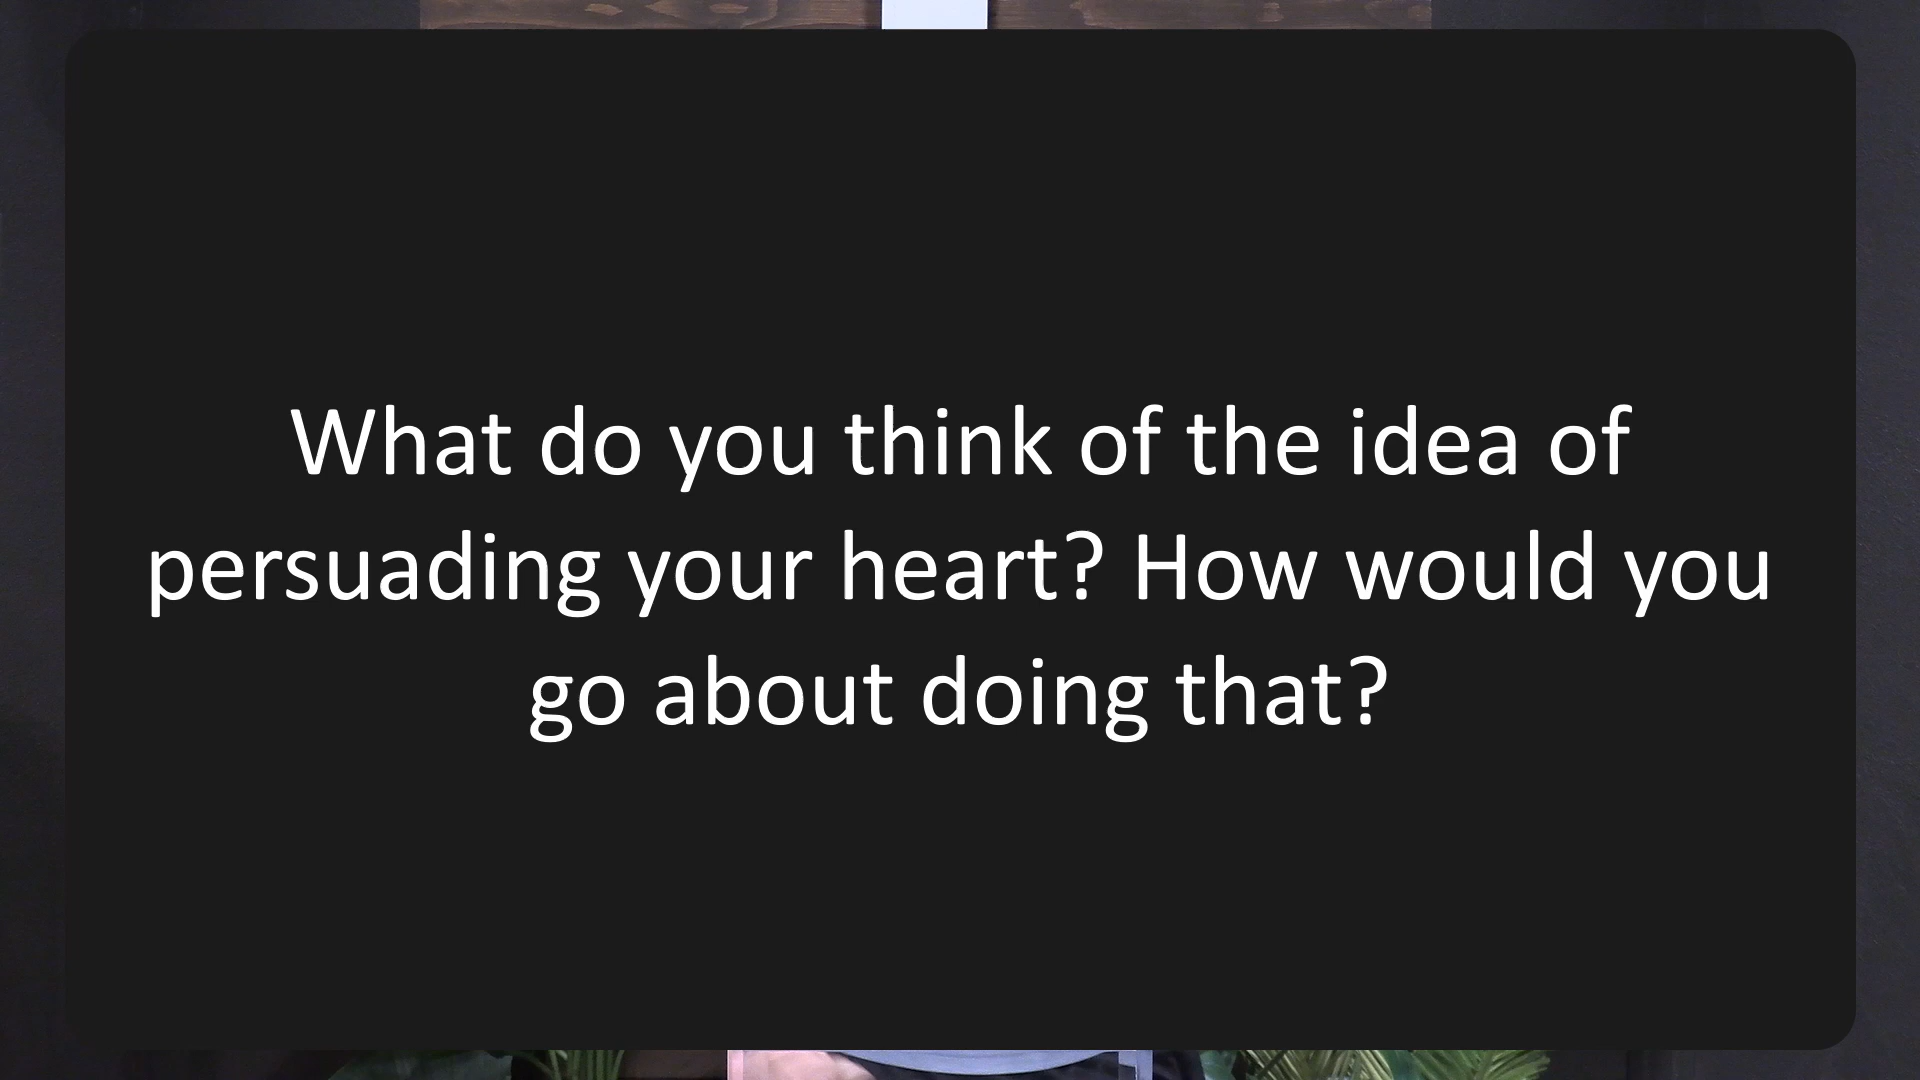 What do you think of the idea of
persuading your heart? How would you
go about doing that?